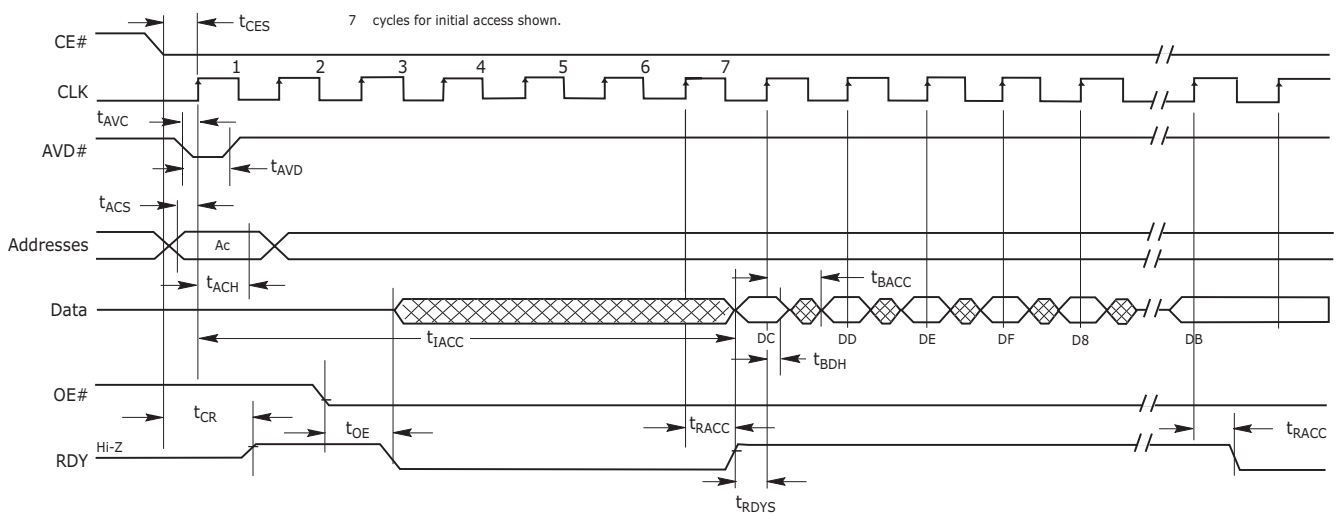 tCES
7 cycles for initial access shown.
CE#
1 2 3 4 5 6 7
CLK
tAVC
AVD#
tAVD
tACS
Addresses
Ac
tACH
tBACC
Data
tIACC
DC DD DE DF D8 DB
tBDH
OE#
tCR
tOE
tRACC
tRACC
Hi-Z
RDY
tRDYS